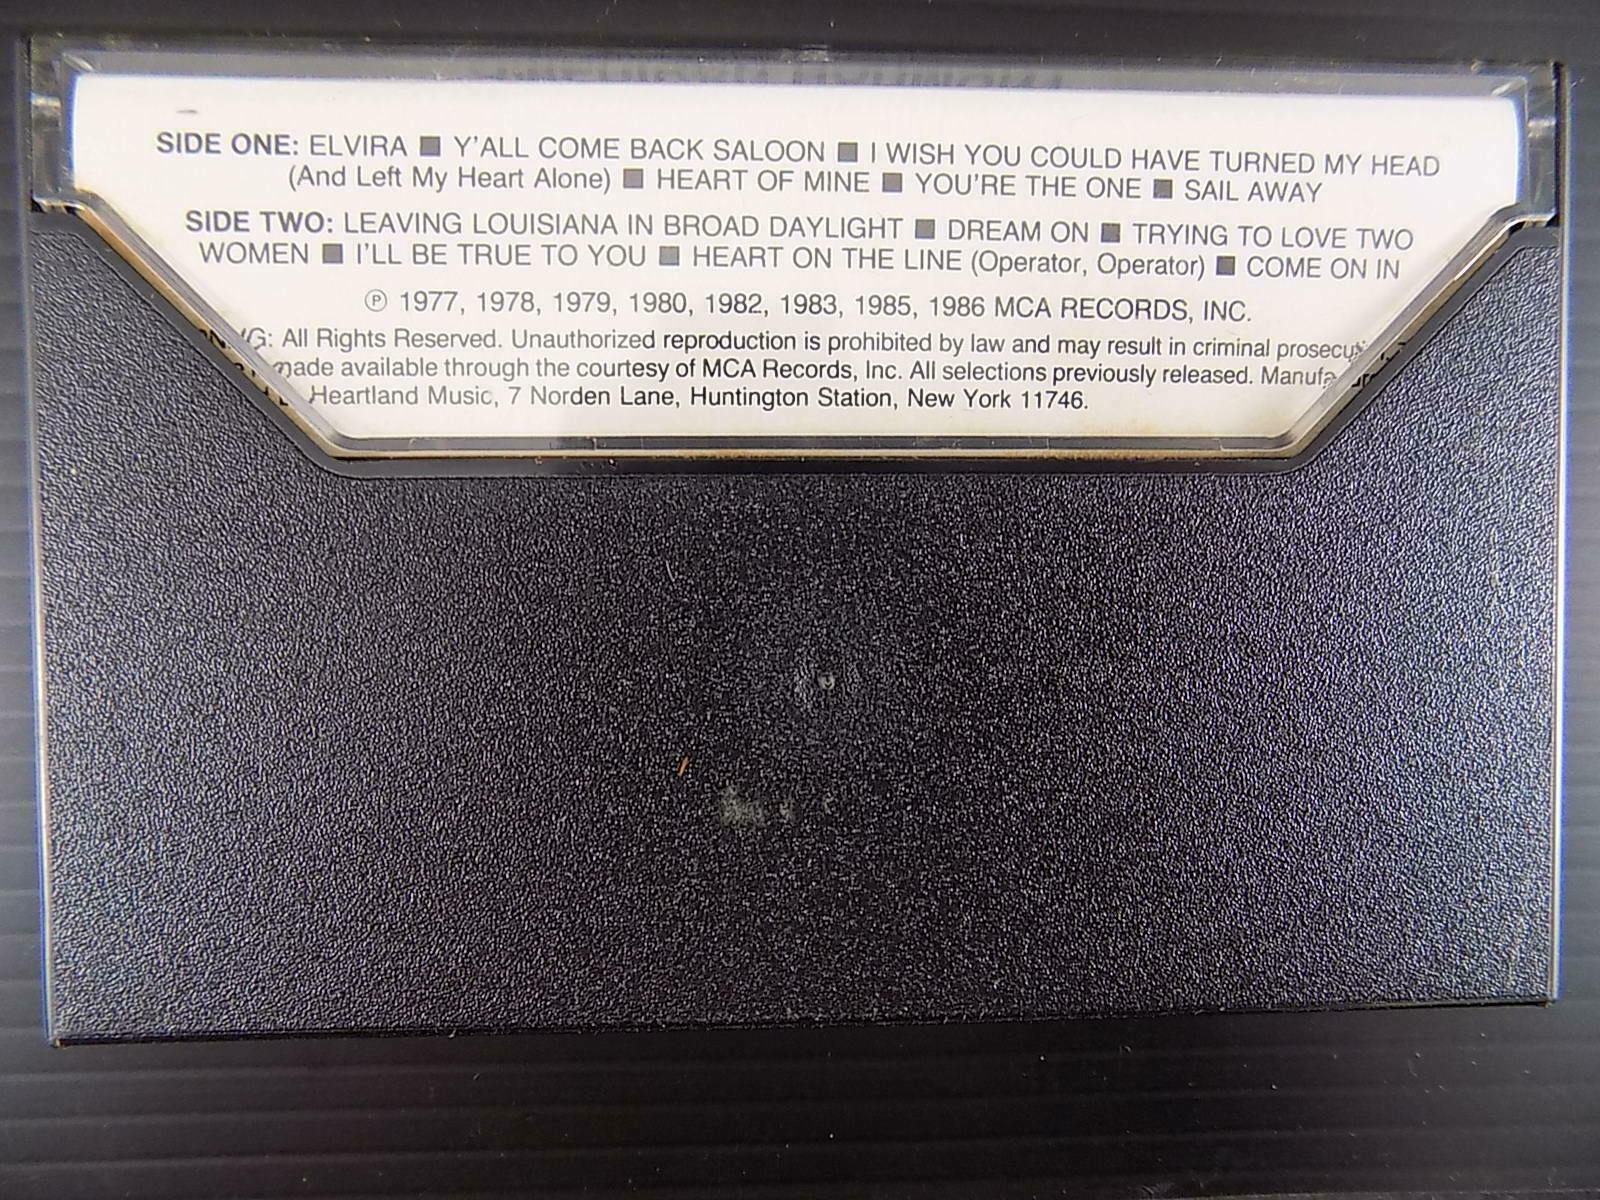 SIDE ONE: ELVIRA ■ Y'ALL COME BACK SALOON ■ I WISH YOU COULD HAVE TURNED MY HEAD
(And Left My Heart Alone) ■ HEART OF MINE ■ YOU'RE THE ONE ■ SAIL AWAY
SIDE TWO: LEAVING LOUISIANA IN BROAD DAYLIGHT ■ DREAM ON ■ TRYING TO LOVE TWO
WOMEN ■ I'LL BE TRUE TO YOU ■ HEART ON THE LINE (Operator, Operator) ■ COME ON IN
℗ 1977, 1978, 1979, 1980, 1982, 1983, 1985, 1986 MCA RECORDS, INC.
All Rights Reserved. Unauthorized reproduction is prohibited by law and may result in criminal
made available through the courtesy of MCA Records, Inc. All selections previously released.
Heartland Music, 7 Norden Lane, Huntington Station, New York 11746.